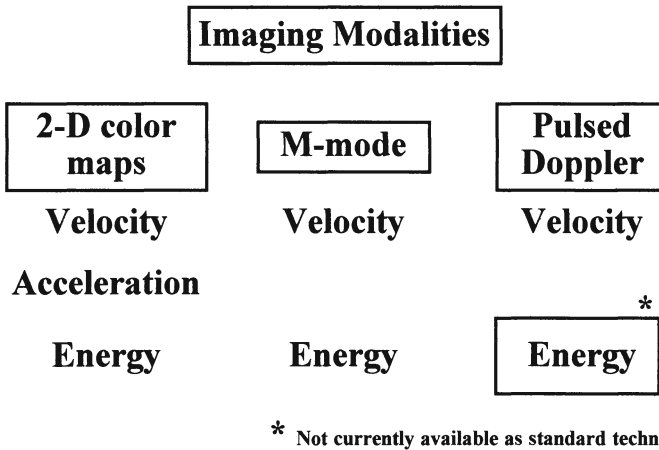 Imaging Modalities
2-D color maps M-mode Pulsed Doppler
Velocity Velocity Velocity
Acceleration
*
Energy Energy Energy
* Not currently available as standard